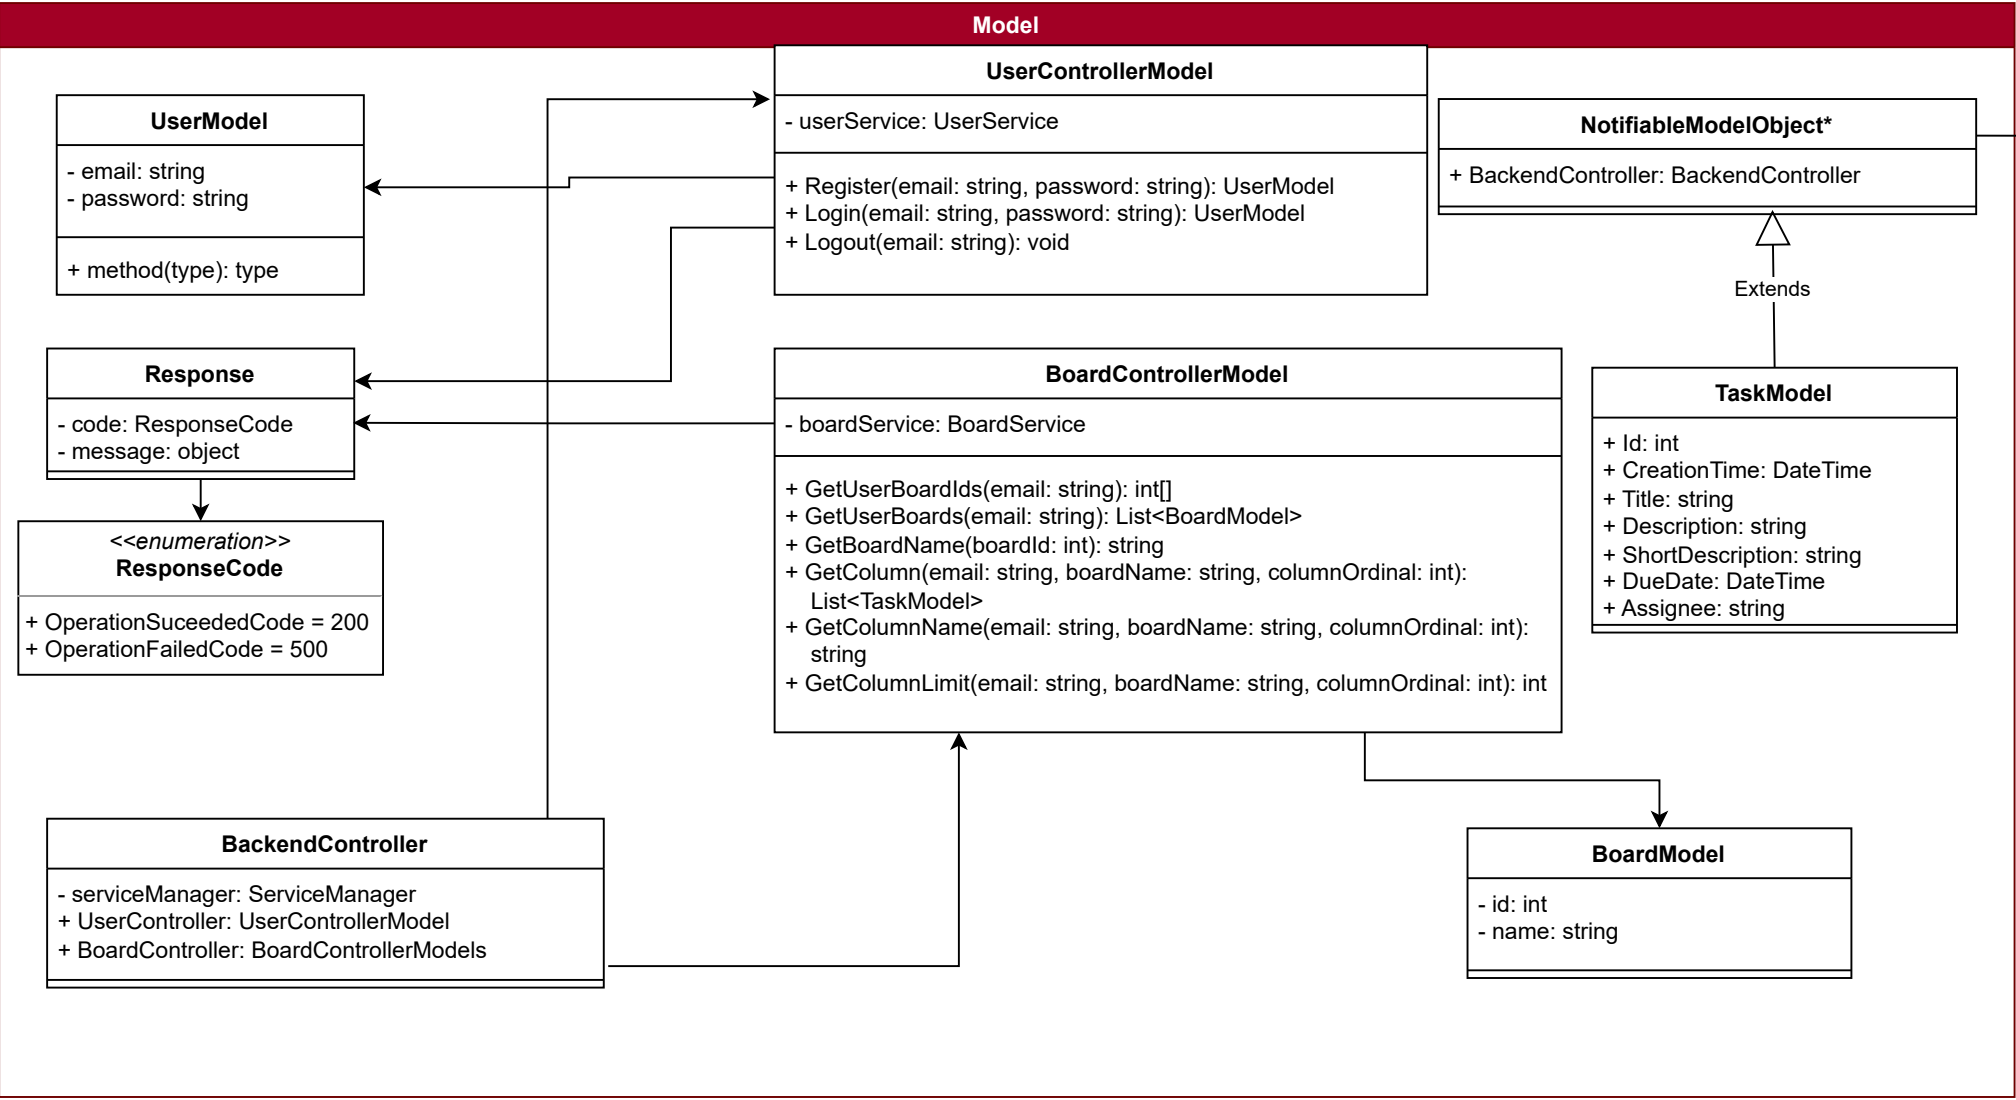 Model
UserModel
- email: string
- password: string
+ method(type): type
UserControllerModel
- userService: UserService
+ Register(email: string, password: string): UserModel
+ Login(email: string, password: string): UserModel
+ Logout(email: string): void
NotifiableModelObject*
+ BackendController: BackendController
Extends
Response
- code: ResponseCode
- message: object
<<enumeration>>
ResponseCode
+ OperationSuceededCode = 200
+ OperationFailedCode = 500
BoardControllerModel
- boardService: BoardService
+ GetUserBoardIds(email: string): int[]
+ GetUserBoards(email: string): List<BoardModel>
+ GetBoardName(boardId: int): string
+ GetColumn(email: string, boardName: string, columnOrdinal: int):
List<TaskModel>
+ GetColumnName(email: string, boardName: string, columnOrdinal: int):
string
+ GetColumnLimit(email: string, boardName: string, columnOrdinal: int): int
TaskModel
+ Id: int
+ CreationTime: DateTime
+ Title: string
+ Description: string
+ ShortDescription: string
+ DueDate: DateTime
+ Assignee: string
BackendController
- serviceManager: ServiceManager
+ UserController: UserControllerModel
+ BoardController: BoardControllerModels
BoardModel
- id: int
- name: string